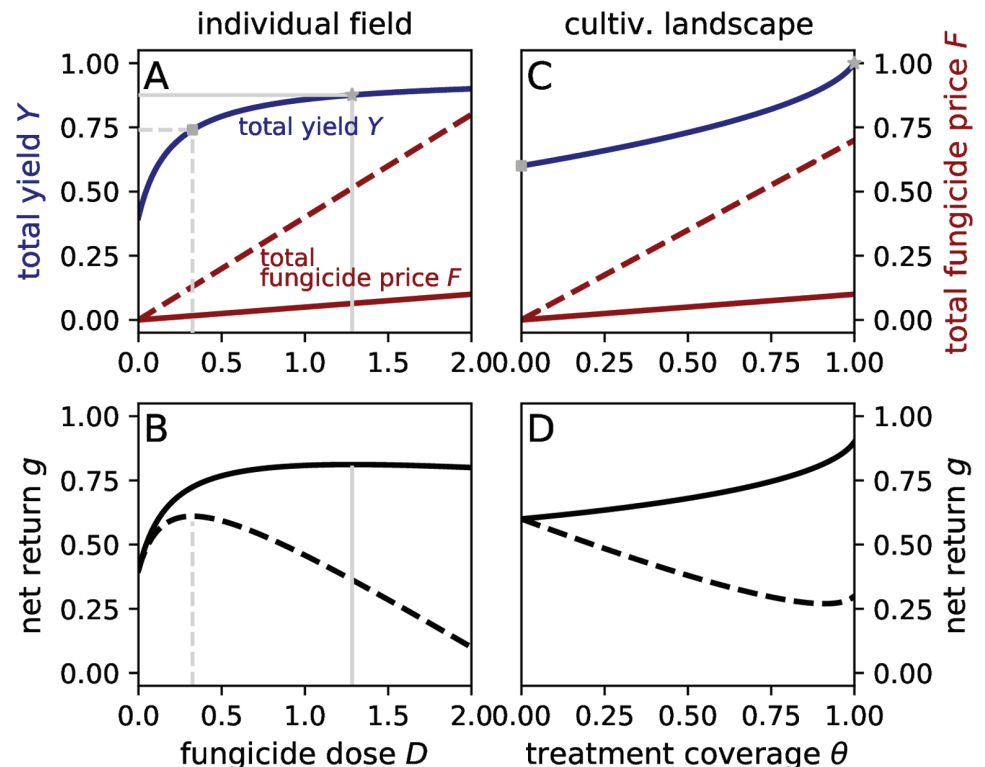 individual field
cultiv. landscape
A
1.00
0.75
0.50
0.25
0.00
total yield Y
total yield Y
total
fungicide price F
0.0 0.5 1.0 1.5 2.0
C
1.00
0.75
0.50
0.25
0.00
total fungicide price F
0.00 0.25 0.50 0.75 1.00
B
1.00
0.75
0.50
0.25
0.00
net return g
0.0 0.5 1.0 1.5 2.0
fungicide dose D
D
1.00
0.75
0.50
0.25
0.00
net return g
0.00 0.25 0.50 0.75 1.00
treatment coverage θ